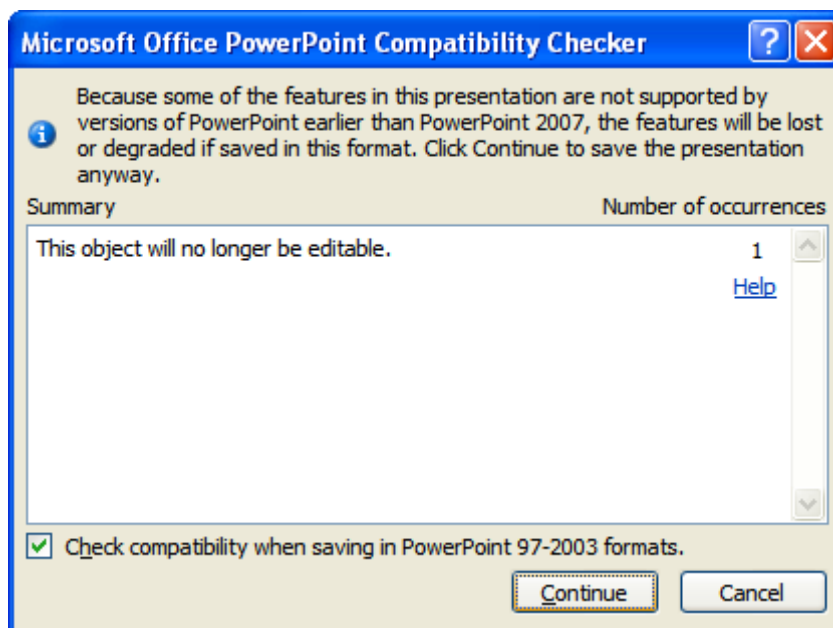 Microsoft Office PowerPoint Compatibility Checker
Because some of the features in this presentation are not supported by
versions of PowerPoint earlier than PowerPoint 2007, the features will be lost
or degraded if saved in this format. Click Continue to save the presentation
anyway.
Summary Number of occurrences
This object will no longer be editable. 1
Help
Check compatibility when saving in PowerPoint 97-2003 formats.
Continue Cancel